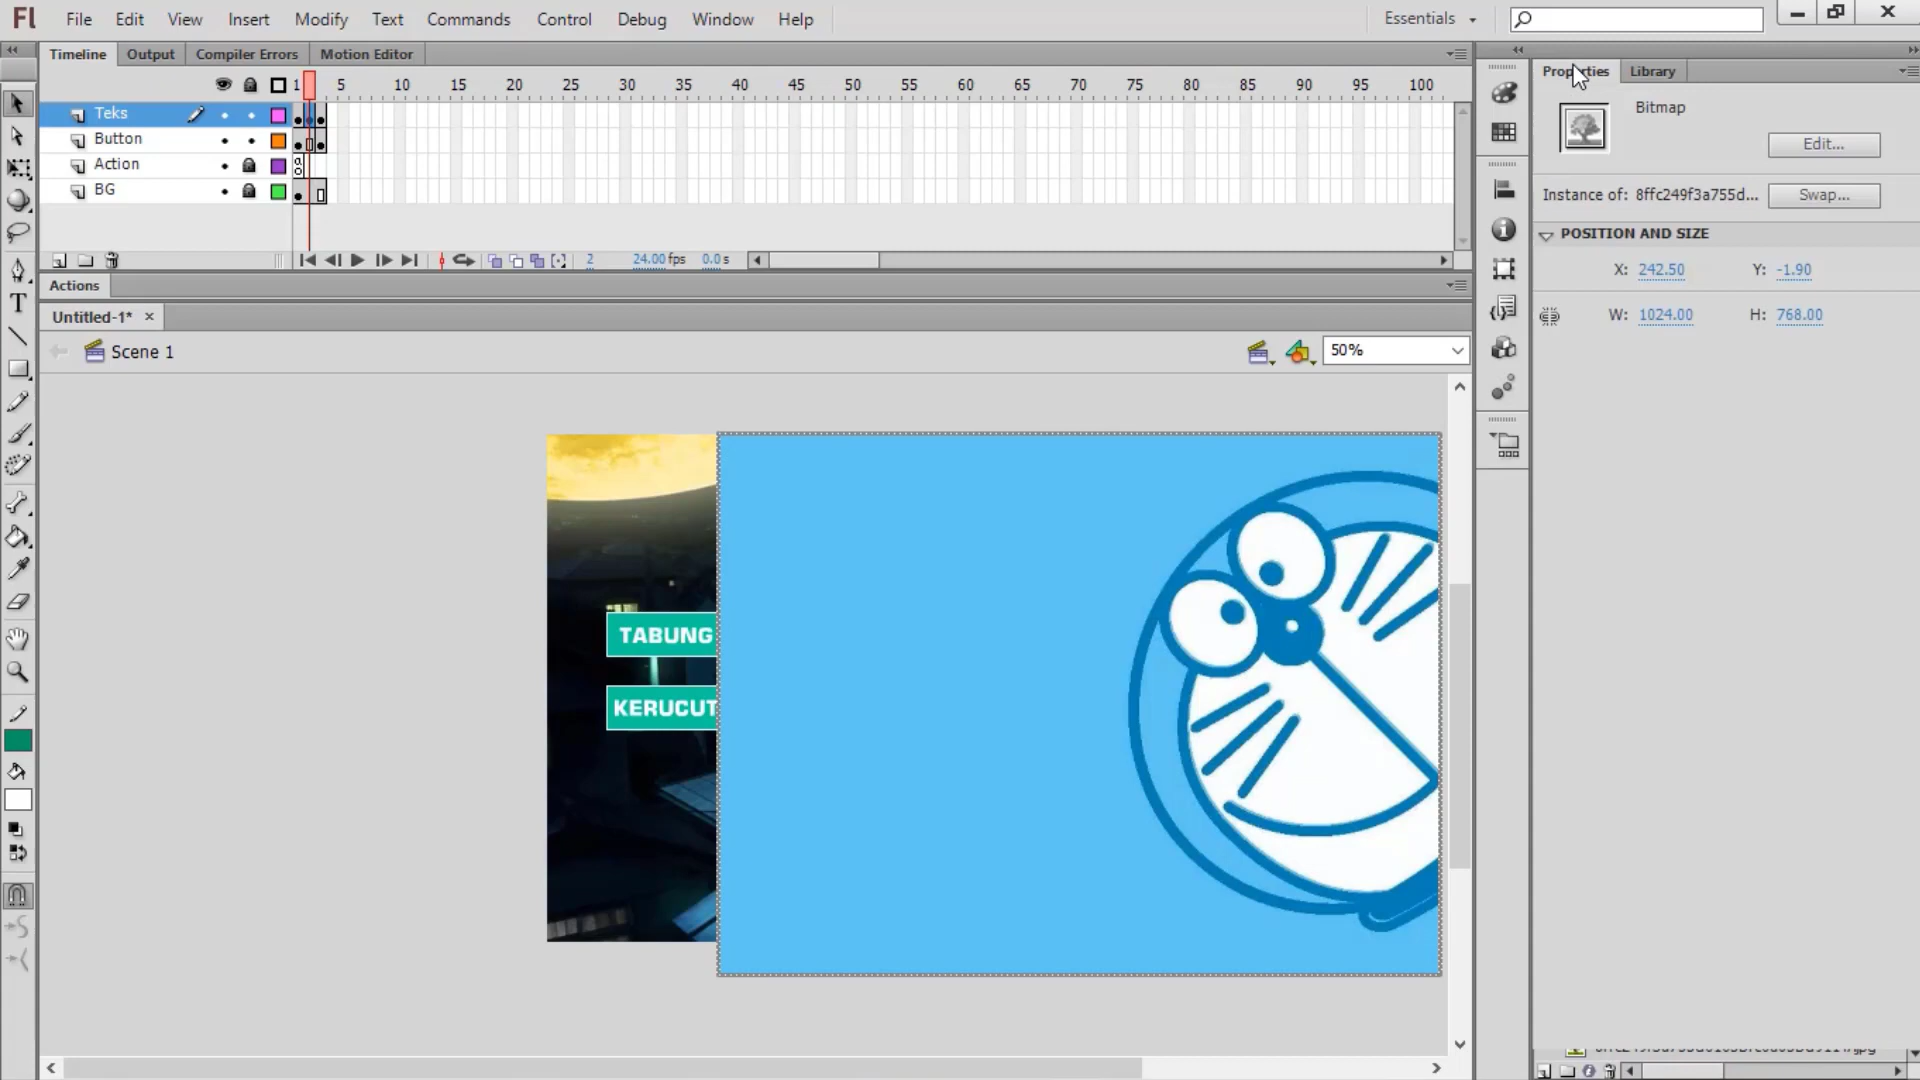 Fl File Edit View Insert Modify Text Commands Control Debug Window Help Essentials
Timeline Output Compiler Errors Motion Editor
Properties Library
1 5 10 15 20 25 30 35 40 45 50 55 60 65 70 75 80 85 90 95 100
Teks
Button
Action
BG
2 24.00 fps 0.0 s
Actions
Untitled-1*
Scene 1
50%
Bitmap
Edit...
Instance of: 8ffc249f3a755d... Swap...
POSITION AND SIZE
X: 242.50 Y: -1.90
W: 1024.00 H: 768.00
TABUNG
KERUCUT